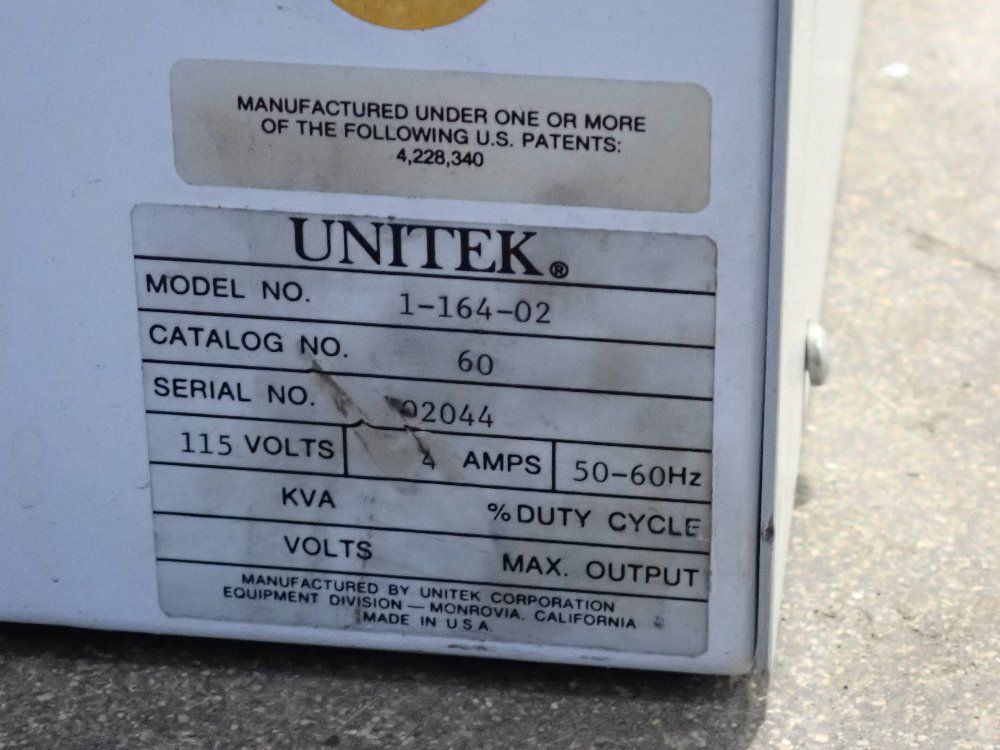 MANUFACTURED UNDER ONE OR MORE
OF THE FOLLOWING U.S. PATENTS:
4,228,340
UNITEK®
MODEL NO. 1-164-02
CATALOG NO. 60
SERIAL NO. 02044
115 VOLTS 4 AMPS 50-60Hz
KVA %DUTY CYCLE
VOLTS MAX. OUTPUT
MANUFACTURED BY UNITEK CORPORATION
EQUIPMENT DIVISION — MONROVIA, CALIFORNIA
MADE IN U.S.A.